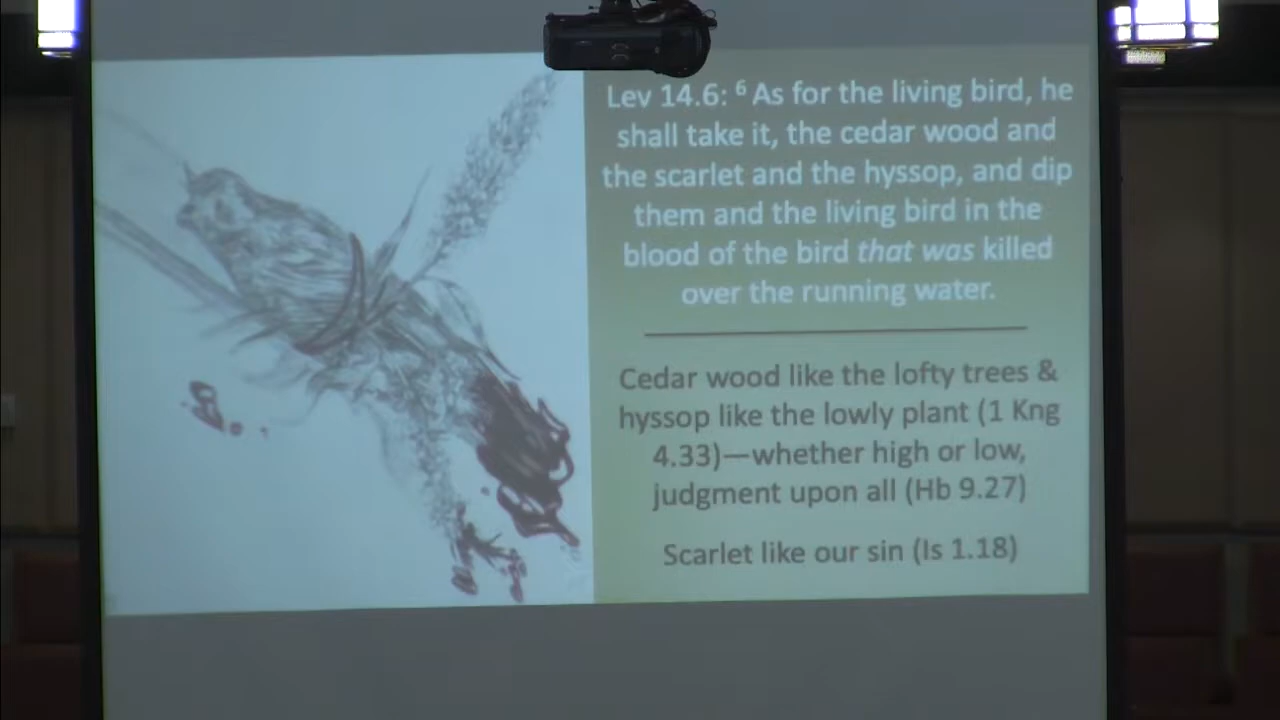 Lev 14.6: ⁶ As for the living bird, he
shall take it, the cedar wood and
the scarlet and the hyssop, and dip
them and the living bird in the
blood of the bird that was killed
over the running water.
Cedar wood like the lofty trees &
hyssop like the lowly plant (1 Kng
4.33)—whether high or low,
judgment upon all (Hb 9.27)
Scarlet like our sin (Is 1.18)